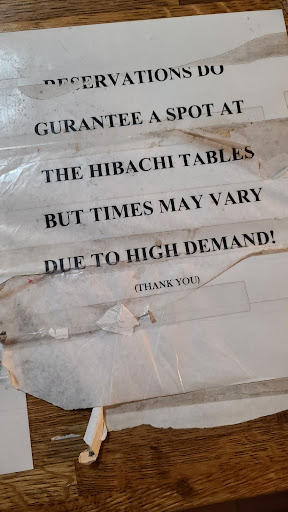 RESERVATIONS DO
GURANTEE A SPOT AT
THE HIBACHI TABLES
BUT TIMES MAY VARY
DUE TO HIGH DEMAND!
(THANK YOU)